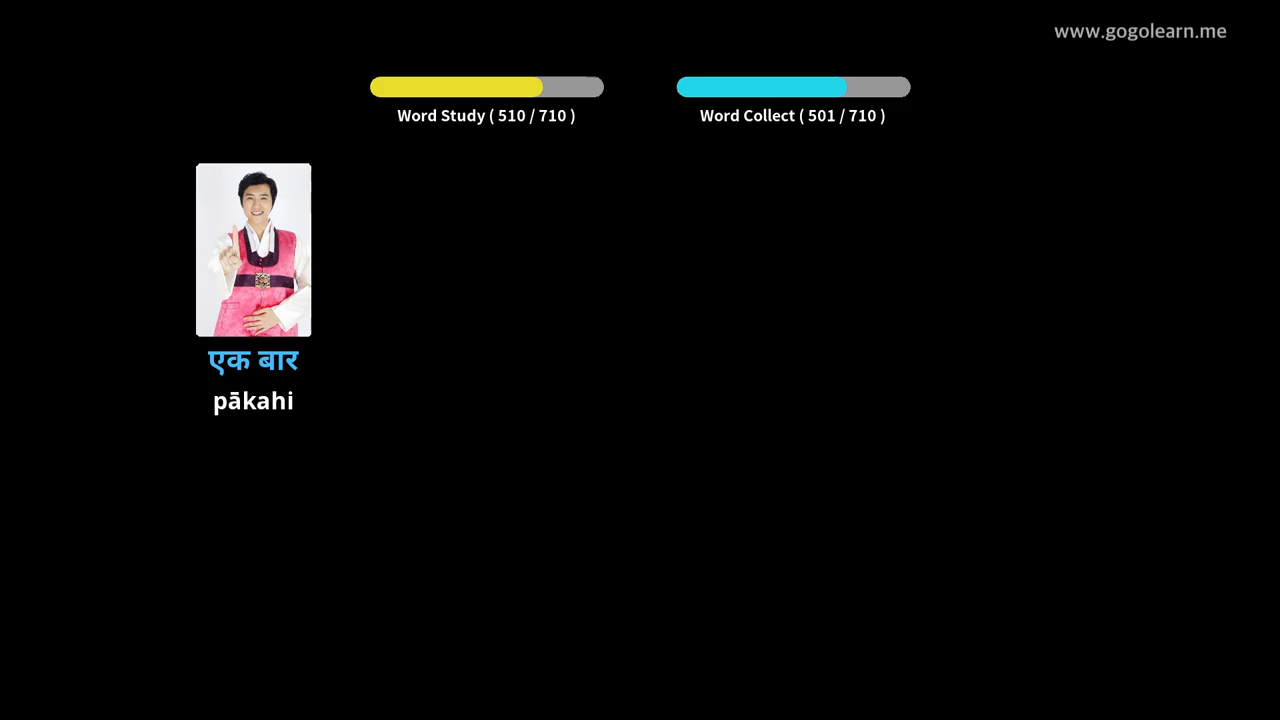 www.gogolearn.me
Word Study ( 510 / 710 )
Word Collect ( 501 / 710 )
एक बार
pākahi